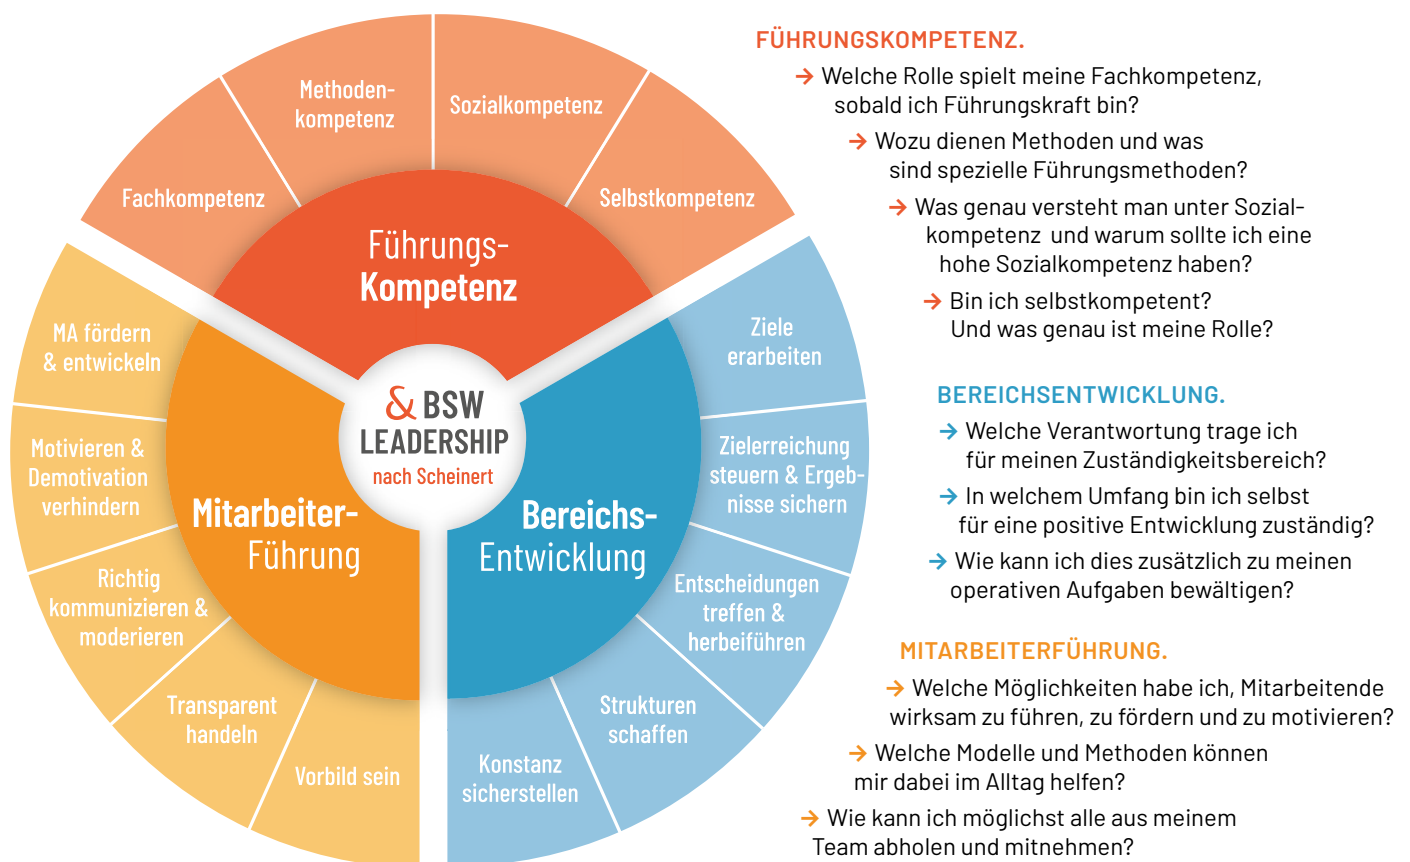 Methoden-
kompetenz
Sozialkompetenz
Fachkompetenz
Selbstkompetenz
Führungs-
Kompetenz
MA fördern
& entwickeln
Motivieren &
Demotivation
verhindern
Richtig
kommunizieren &
moderieren
Transparent
handeln
Vorbild sein
Mitarbeiter-
Führung
& BSW
LEADERSHIP
nach Scheinert
Bereichs-
Entwicklung
Ziele
erarbeiten
Zielerreichung
steuern & Ergeb-
nisse sichern
Entscheidungen
treffen &
herbeiführen
Strukturen
schaffen
Konstanz
sicherstellen
FÜHRUNGSKOMPETENZ.
→ Welche Rolle spielt meine Fachkompetenz,
sobald ich Führungskraft bin?
→ Wozu dienen Methoden und was
sind spezielle Führungsmethoden?
→ Was genau versteht man unter Sozial-
kompetenz und warum sollte ich eine
hohe Sozialkompetenz haben?
→ Bin ich selbstkompetent?
Und was genau ist meine Rolle?
BEREICHSENTWICKLUNG.
→ Welche Verantwortung trage ich
für meinen Zuständigkeitsbereich?
→ In welchem Umfang bin ich selbst
für eine positive Entwicklung zuständig?
→ Wie kann ich dies zusätzlich zu meinen
operativen Aufgaben bewältigen?
MITARBEITERFÜHRUNG.
→ Welche Möglichkeiten habe ich, Mitarbeitende
wirksam zu führen, zu fördern und zu motivieren?
→ Welche Modelle und Methoden können
mir dabei im Alltag helfen?
→ Wie kann ich möglichst alle aus meinem
Team abholen und mitnehmen?